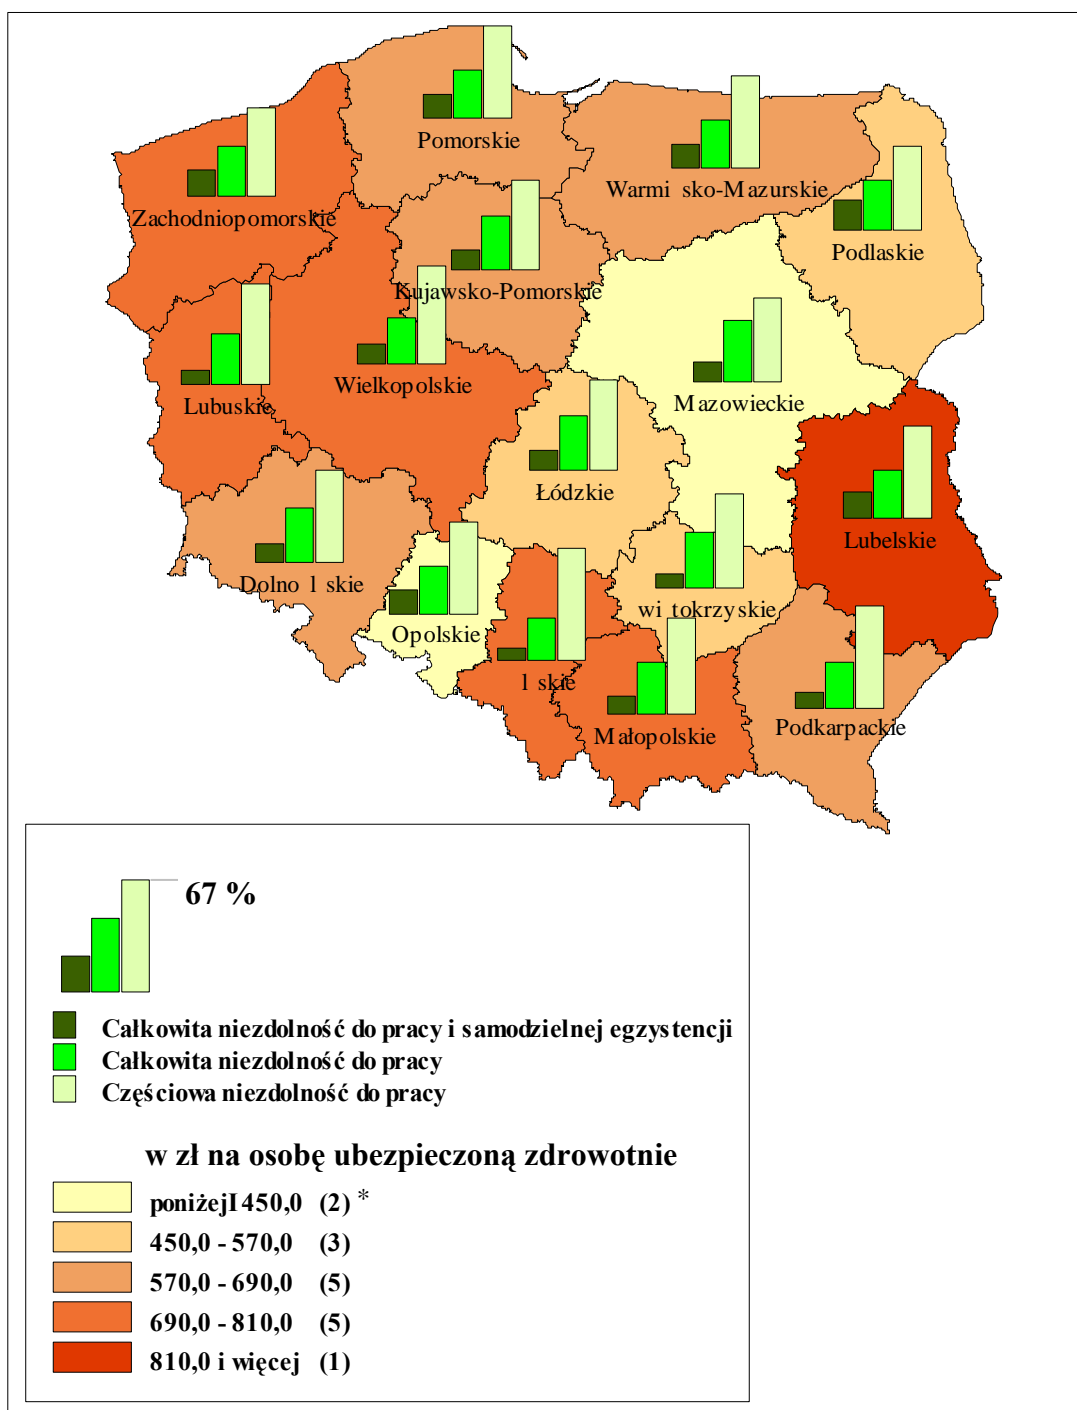 Pomorskie
Warmi sko-Mazurskie
Zachodniopomorskie
Podlaskie
Kujawsko-Pomorskie
Wielkopolskie
Lubuskie
Mazowieckie
Łódzkie
Lubelskie
Dolno l skie
wi tokrzyskie
Opolskie
l skie
Małopolskie
Podkarpackie
67 %
Całkowita niezdolność do pracy i samodzielnej egzystencji
Całkowita niezdolność do pracy
Częściowa niezdolność do pracy
w zł na osobę ubezpieczoną zdrowotnie
poniżejI450,0 (2) *
450,0 - 570,0 (3)
570,0 - 690,0 (5)
690,0 - 810,0 (5)
810,0 i więcej (1)